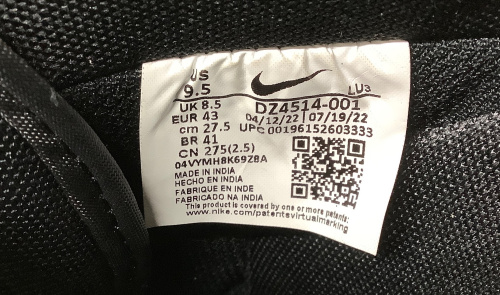 US
9.5
LU3
UK 8.5 DZ4514-001
EUR 43 04/12/22 07/19/22
cm 27.5 UPC 00196152603333
BR 41
CN 275(2.5)
04VYMH8K69Z8A
MADE IN INDIA
HECHO EN INDIA
FABRIQUE EN INDE
FABRICADO NA INDIA
This product is covered by one or more patents
www.nike.com/patentsvirtualmarking